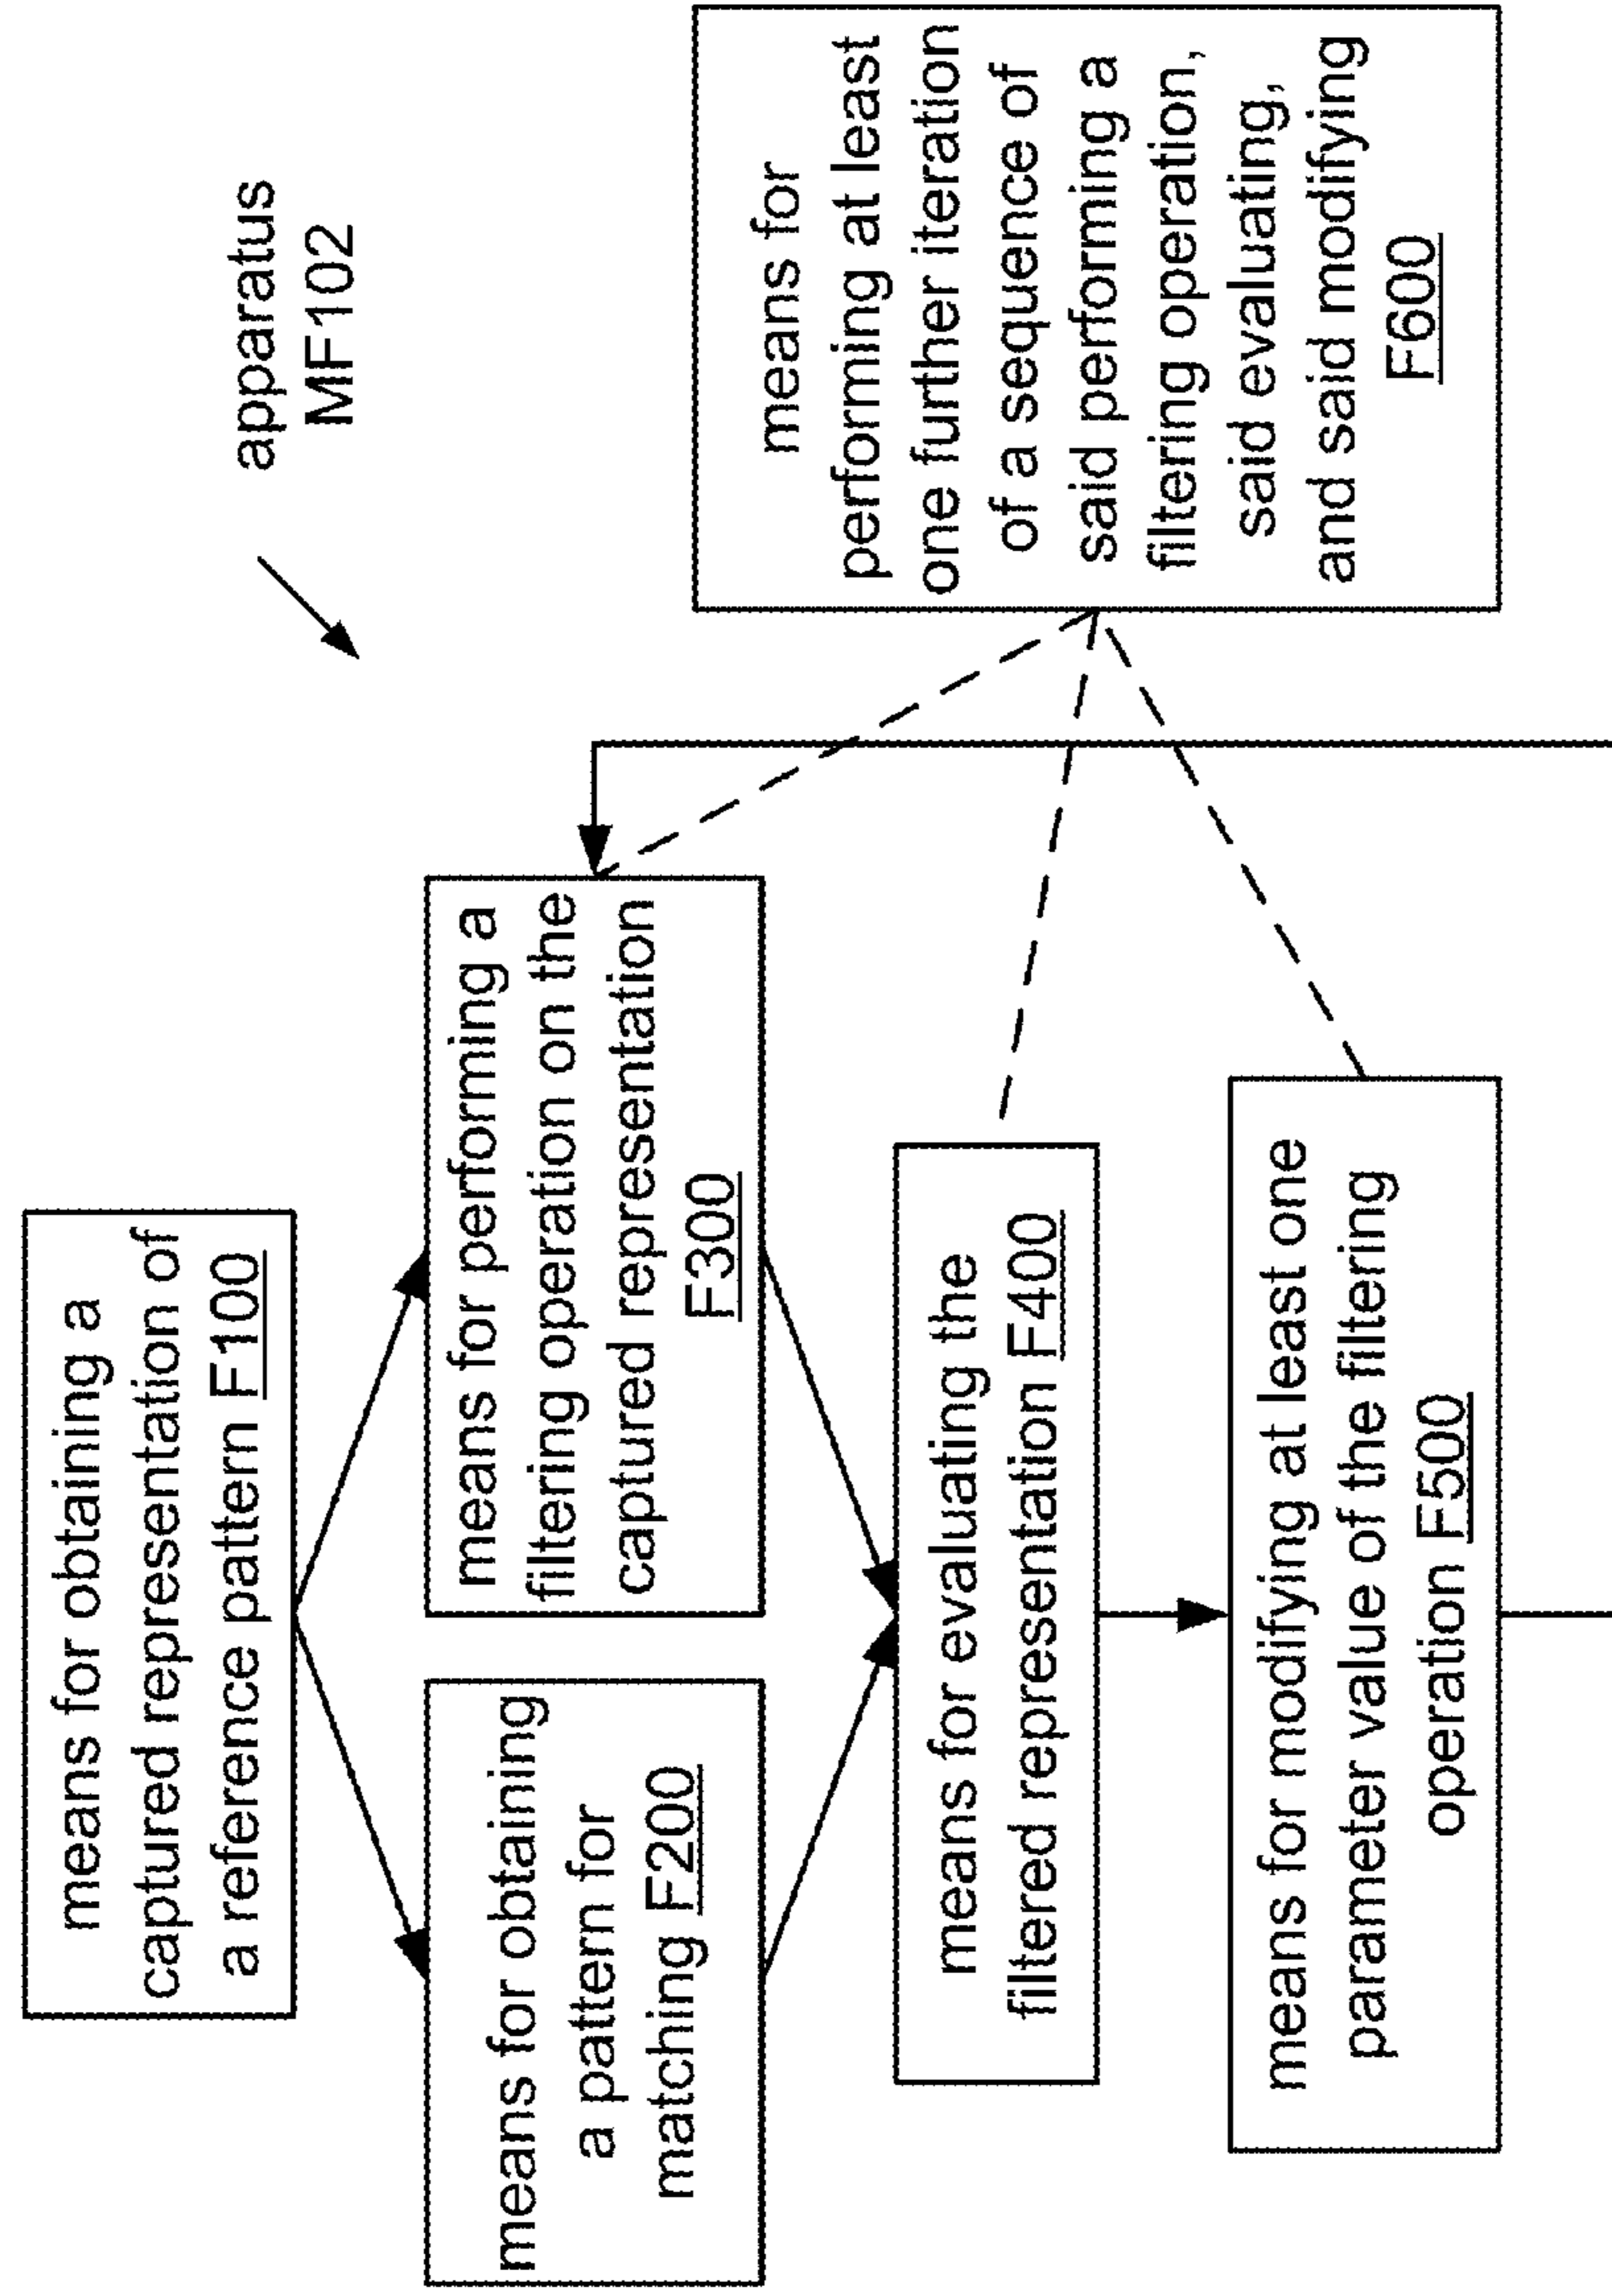 apparatus
MF102
means for obtaining a
captured representation of
a reference pattern F100
means for obtaining
a pattern for
matching F200
means for performing a
filtering operation on the
captured representation
F300
means for evaluating the
filtered representation F400
means for modifying at least one
parameter value of the filtering
operation F500
means for
performing at least
one further iteration
of a sequence of
said performing a
filtering operation,
said evaluating,
and said modifying
F600